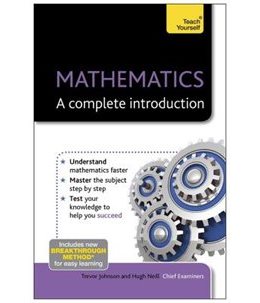 Teach
Yourself
MATHEMATICS
A complete introduction
• Understand
mathematics faster
• Master the subject
step by step
• Test your
knowledge to
help you succeed
Includes new
BREAKTHROUGH
METHOD®
for easy learning
Trevor Johnson and Hugh Neill Chief Examiners